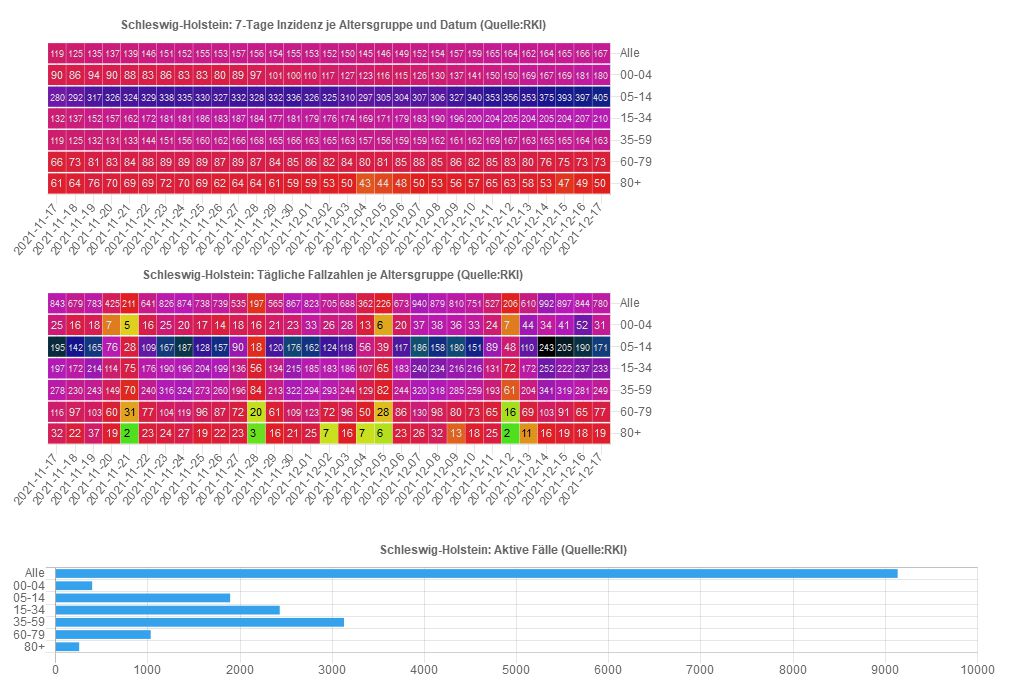 Schleswig-Holstein: 7-Tage Inzidenz je Altersgruppe und Datum (Quelle:RKI)
119 125 135 137 139 146 151 152 155 153 157 156 154 155 153 152 150 145 146 149 152 154 157 159 165 164 162 164 165 166 167 Alle
90 86 94 90 88 83 86 83 83 80 89 97 101 100 110 117 127 123 116 115 126 130 137 141 150 150 169 167 169 181 180 00-04
280 292 317 326 324 329 338 335 330 327 332 328 332 336 326 325 310 297 305 304 307 306 327 340 353 356 353 375 393 397 405 05-14
132 137 152 157 162 172 181 181 186 183 187 184 177 181 179 176 174 169 171 179 183 190 196 200 204 205 204 205 204 207 210 15-34
119 125 132 131 133 144 151 156 160 162 166 168 165 166 163 165 163 157 156 159 159 162 161 162 169 167 163 165 165 164 163 35-59
66 73 81 83 84 88 89 89 89 87 89 87 84 85 86 82 84 80 81 85 88 85 86 82 85 83 80 76 75 73 73 60-79
61 64 76 70 69 69 72 70 69 62 64 64 61 59 59 53 50 43 44 48 50 53 56 57 65 63 58 53 47 49 50 80+
2021-11-17 2021-11-18 2021-11-19 2021-11-20 2021-11-21 2021-11-22 2021-11-23 2021-11-24 2021-11-25 2021-11-26 2021-11-27 2021-11-28 2021-11-29 2021-11-30 2021-12-01 2021-12-02 2021-12-03 2021-12-04 2021-12-05 2021-12-06 2021-12-07 2021-12-08 2021-12-09 2021-12-10 2021-12-11 2021-12-12 2021-12-13 2021-12-14 2021-12-15 2021-12-16 2021-12-17
Schleswig-Holstein: Tägliche Fallzahlen je Altersgruppe (Quelle:RKI)
843 679 783 425 211 641 826 874 738 739 535 197 565 867 823 705 688 362 226 673 940 879 810 751 527 206 610 992 897 844 780 Alle
25 16 18 7 5 16 25 20 17 14 18 16 21 23 33 26 28 13 6 20 37 38 36 33 24 7 44 34 41 52 31 00-04
195 142 165 76 28 109 167 187 128 157 90 18 120 176 162 124 118 56 39 117 186 158 180 151 89 48 110 243 205 190 171 05-14
197 172 214 114 75 176 190 196 204 199 136 56 134 215 185 183 186 107 65 183 240 234 216 216 131 72 172 252 222 237 233 15-34
278 230 243 149 70 240 316 324 273 260 196 84 213 322 294 293 244 129 82 244 320 318 285 259 193 61 204 341 319 281 249 35-59
116 97 103 60 31 77 104 119 96 87 72 20 61 109 123 72 96 50 28 86 130 98 80 73 65 16 69 103 91 65 77 60-79
32 22 37 19 2 23 24 27 19 22 23 3 16 21 25 7 16 7 6 23 26 32 13 18 25 2 11 16 19 18 19 80+
2021-11-17 2021-11-18 2021-11-19 2021-11-20 2021-11-21 2021-11-22 2021-11-23 2021-11-24 2021-11-25 2021-11-26 2021-11-27 2021-11-28 2021-11-29 2021-11-30 2021-12-01 2021-12-02 2021-12-03 2021-12-04 2021-12-05 2021-12-06 2021-12-07 2021-12-08 2021-12-09 2021-12-10 2021-12-11 2021-12-12 2021-12-13 2021-12-14 2021-12-15 2021-12-16 2021-12-17
Schleswig-Holstein: Aktive Fälle (Quelle:RKI)
Alle
00-04
05-14
15-34
35-59
60-79
80+
0 1000 2000 3000 4000 5000 6000 7000 8000 9000 10000